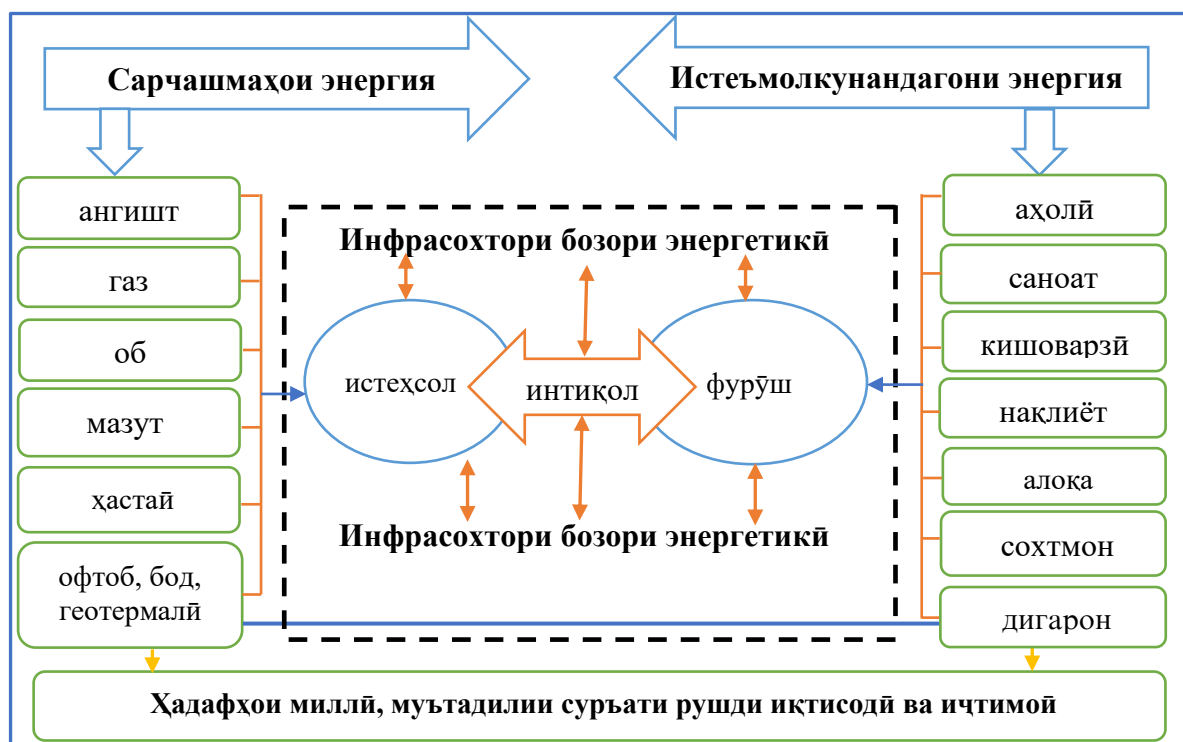 Сарчашмаҳои энергия
Истеъмолкунандагони энергия
ангишт
газ
об
мазут
ҳастаӣ
офтоб, бод,
геотермалӣ
Инфрасохтори бозори энергетикӣ
истеҳсол
интиқол
фурӯш
Инфрасохтори бозори энергетикӣ
аҳолӣ
саноат
кишоварзӣ
нақлиёт
алоқа
сохтмон
дигарон
Ҳадафҳои миллӣ, муътадилии суръати рушди иқтисодӣ ва иҷтимоӣ